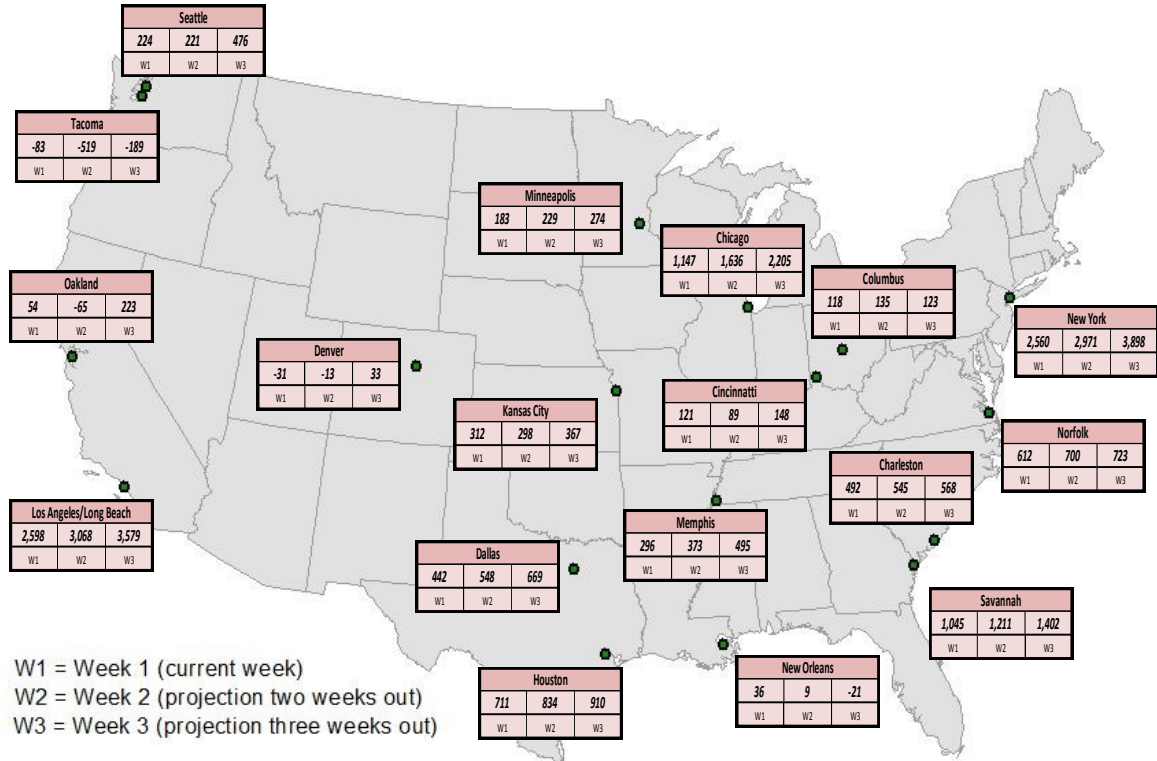 Seattle
224 221 476
W1 W2 W3
Tacoma
-83 -519 -189
W1 W2 W3
Minneapolis
183 229 274
W1 W2 W3
Chicago
1,147 1,636 2,205
W1 W2 W3
Columbus
118 135 123
W1 W2 W3
Oakland
54 -65 223
W1 W2 W3
New York
2,560 2,971 3,898
W1 W2 W3
Denver
-31 -13 33
W1 W2 W3
Cincinnatti
121 89 148
W1 W2 W3
Kansas City
312 298 367
W1 W2 W3
Norfolk
612 700 723
W1 W2 W3
Charleston
492 545 568
W1 W2 W3
Los Angeles/Long Beach
2,598 3,068 3,579
W1 W2 W3
Memphis
296 373 495
W1 W2 W3
Dallas
442 548 669
W1 W2 W3
Savannah
1,045 1,211 1,402
W1 W2 W3
New Orleans
36 9 -21
W1 W2 W3
Houston
711 834 910
W1 W2 W3
W1 = Week 1 (current week)
W2 = Week 2 (projection two weeks out)
W3 = Week 3 (projection three weeks out)